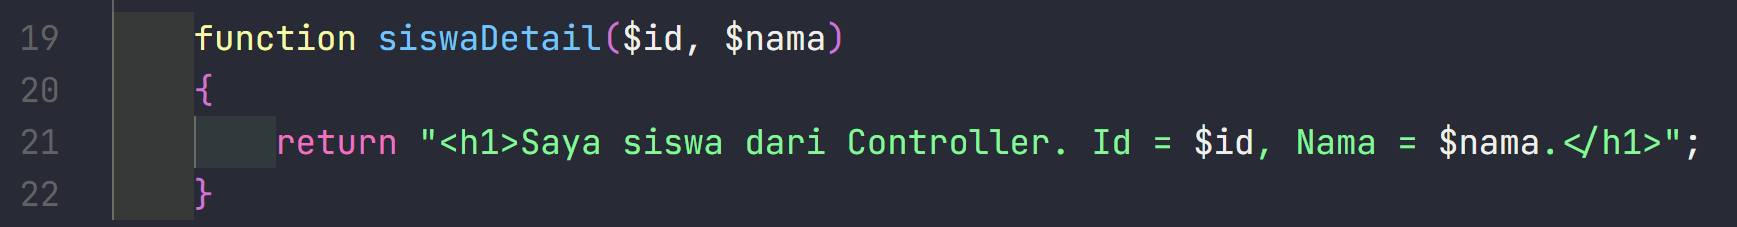 19 function siswaDetail($id, $nama)
20 {
21 return "<h1>Saya siswa dari Controller. Id = $id, Nama = $nama.</h1>";
22 }